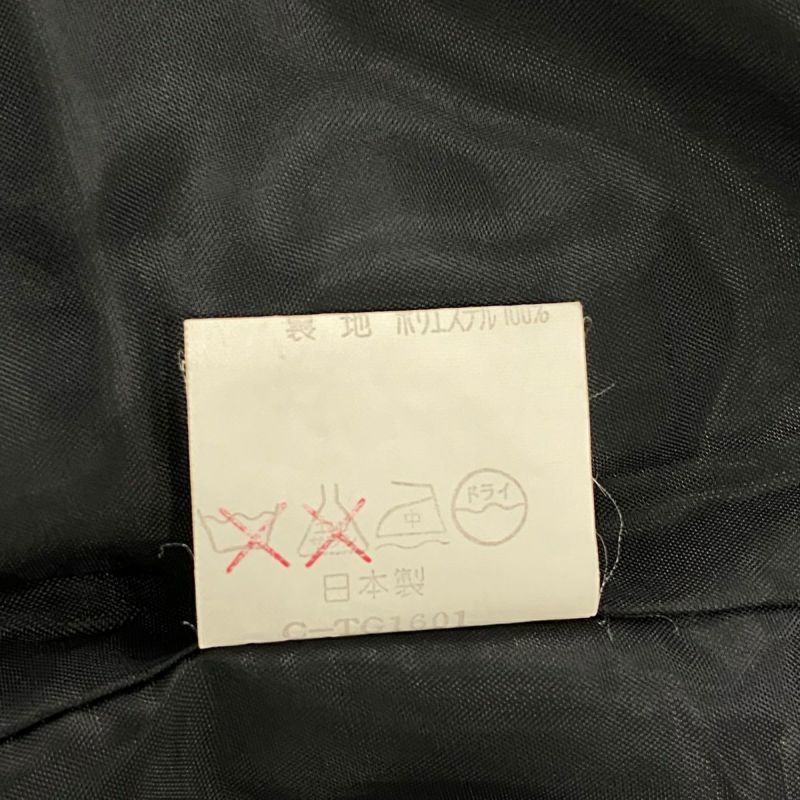 裏地 ポリエステル100%
中 ドライ
日本製
C-TG1601